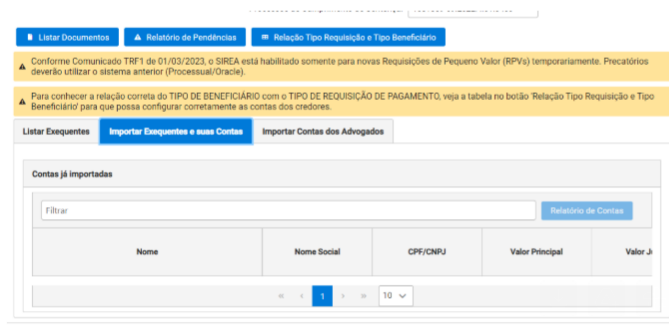 Listar Documentos
Relatório de Pendências
Relação Tipo Requisição e Tipo Beneficiário
Conforme Comunicado TRF1 de 01/03/2023, o SIREA está habilitado somente para novas Requisições de Pequeno Valor (RPVs) temporariamente. Precatórios
deverão utilizar o sistema anterior (Processual/Oracle).
Para conhecer a relação correta do TIPO DE BENEFICIÁRIO com o TIPO DE REQUISIÇÃO DE PAGAMENTO, veja a tabela no botão 'Relação Tipo Requisição e Tipo
Beneficiário' para que possa configurar corretamente as contas dos credores.
Listar Exequentes
Importar Exequentes e suas Contas
Importar Contas dos Advogados
Contas já importadas
Filtrar
Relatório de Contas
Nome
Nome Social
CPF/CNPJ
Valor Principal
Valor J
1
10